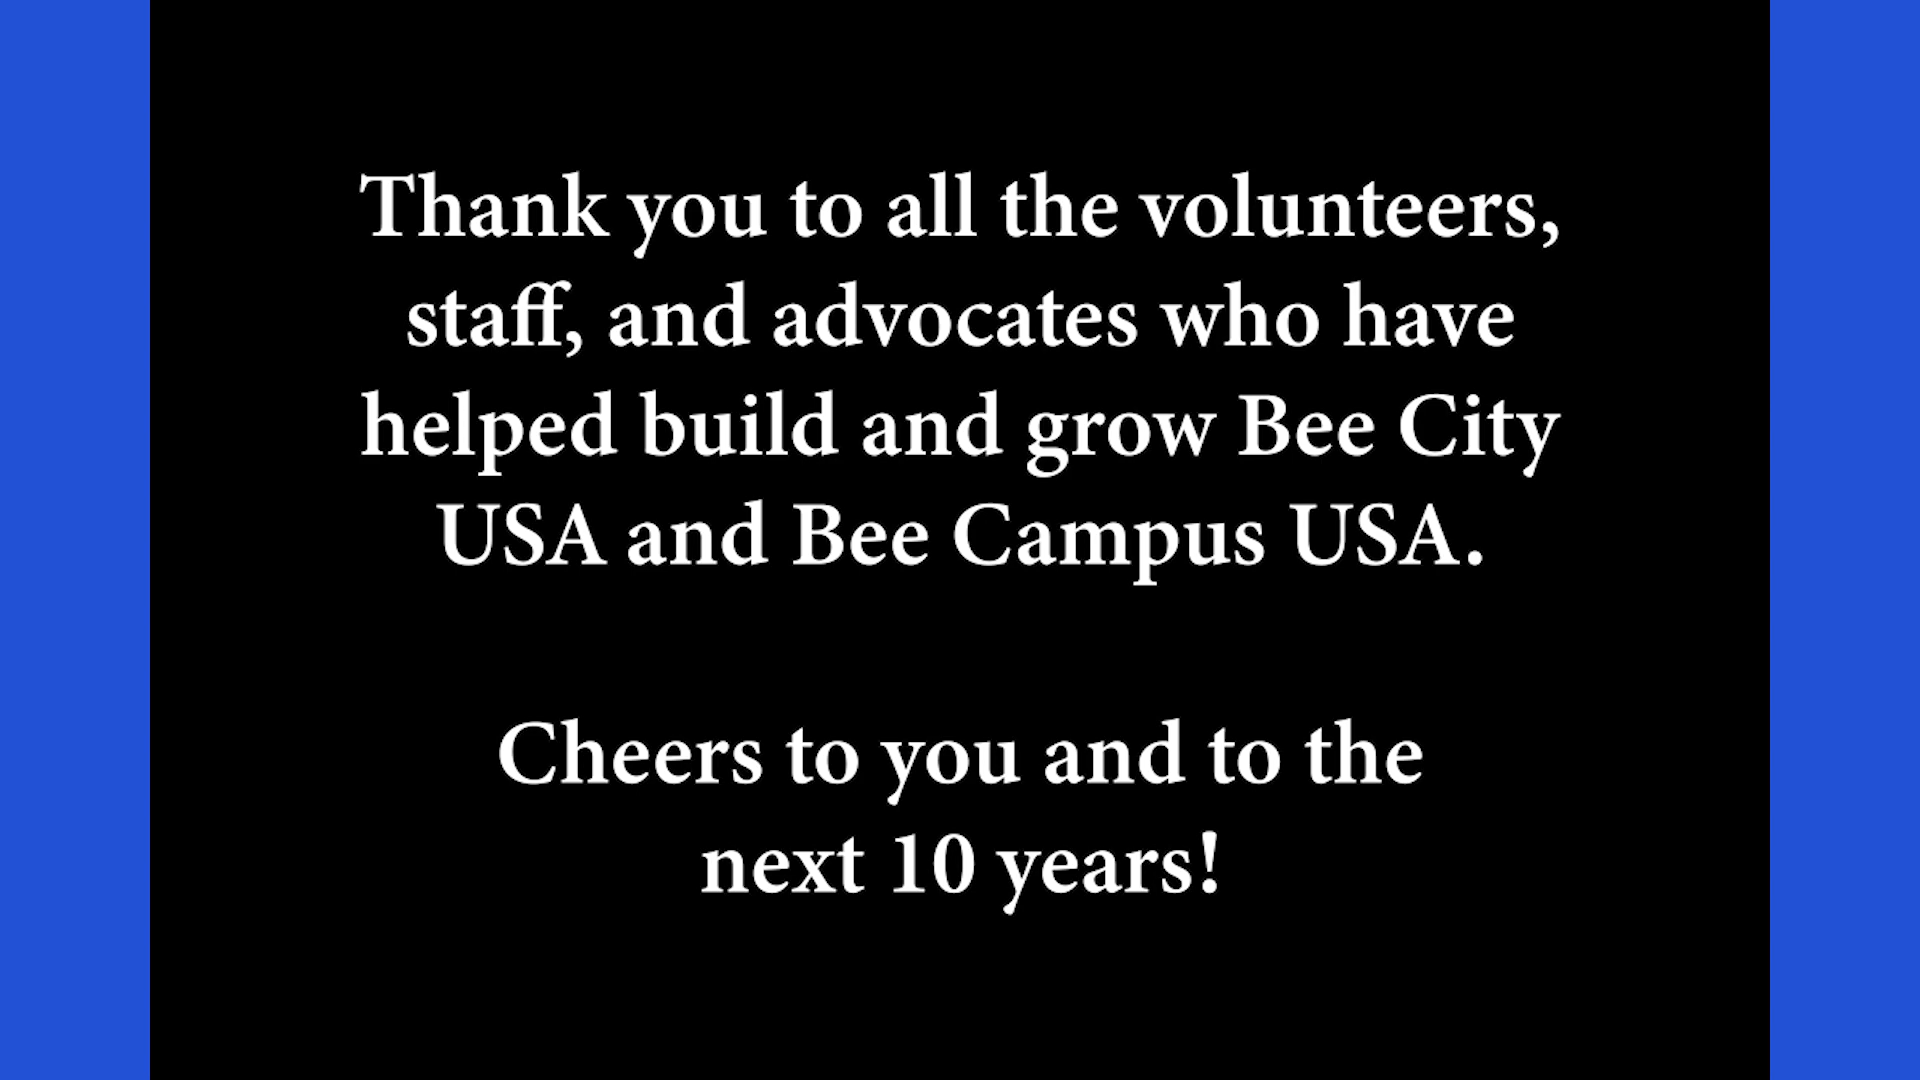 Thank you to all the volunteers,
staff, and advocates who have
helped build and grow Bee City
USA and Bee Campus USA.
Cheers to you and to the
next 10 years!